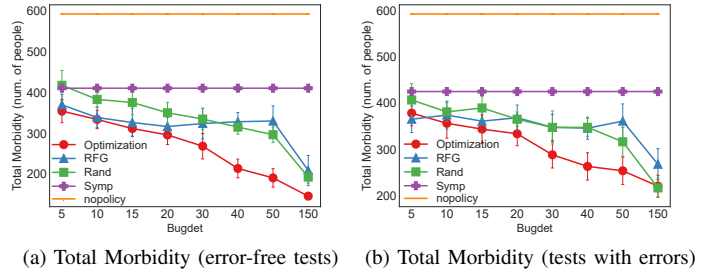 600
500
400
300
200
Total Morbidity (num. of people)
Optimization
RFG
Rand
Symp
nopolicy
5 10 15 20 30 40 50 150
Bugdet
(a) Total Morbidity (error-free tests)
600
500
400
300
200
Total Morbidity (num. of people)
Optimization
RFG
Rand
Symp
nopolicy
5 10 15 20 30 40 50 150
Bugdet
(b) Total Morbidity (tests with errors)